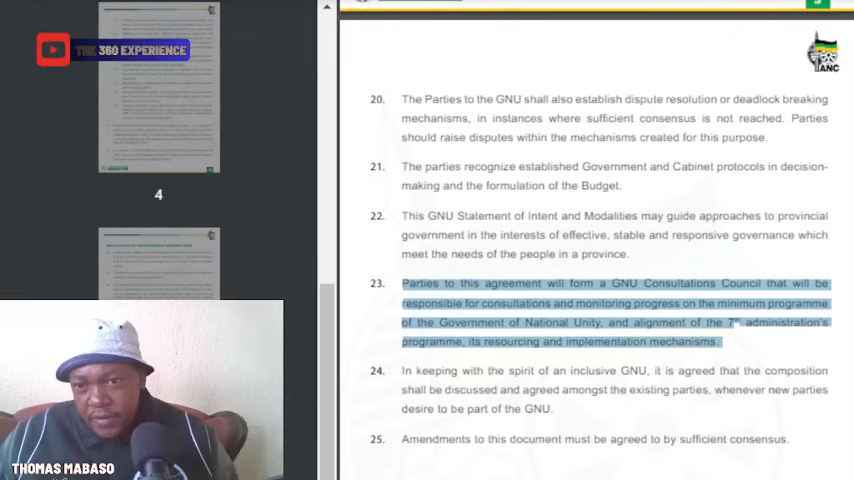 THE 360 EXPERIENCE
4
THOMAS MABASO
ANC
20. The Parties to the GNU shall also establish dispute resolution or deadlock breaking
mechanisms, in instances where sufficient consensus is not reached. Parties
should raise disputes within the mechanisms created for this purpose.
21. The parties recognize established Government and Cabinet protocols in decision-
making and the formulation of the Budget.
22. This GNU Statement of Intent and Modalities may guide approaches to provincial
government in the interests of effective, stable and responsive governance which
meet the needs of the people in a province.
23. Parties to this agreement will form a GNU Consultations Council that will be
responsible for consultations and monitoring progress on the minimum programme
of the Government of National Unity, and alignment of the 7th administration's
programme, its resourcing and implementation mechanisms.
24. In keeping with the spirit of an inclusive GNU, it is agreed that the composition
shall be discussed and agreed amongst the existing parties, whenever new parties
desire to be part of the GNU.
25. Amendments to this document must be agreed to by sufficient consensus.